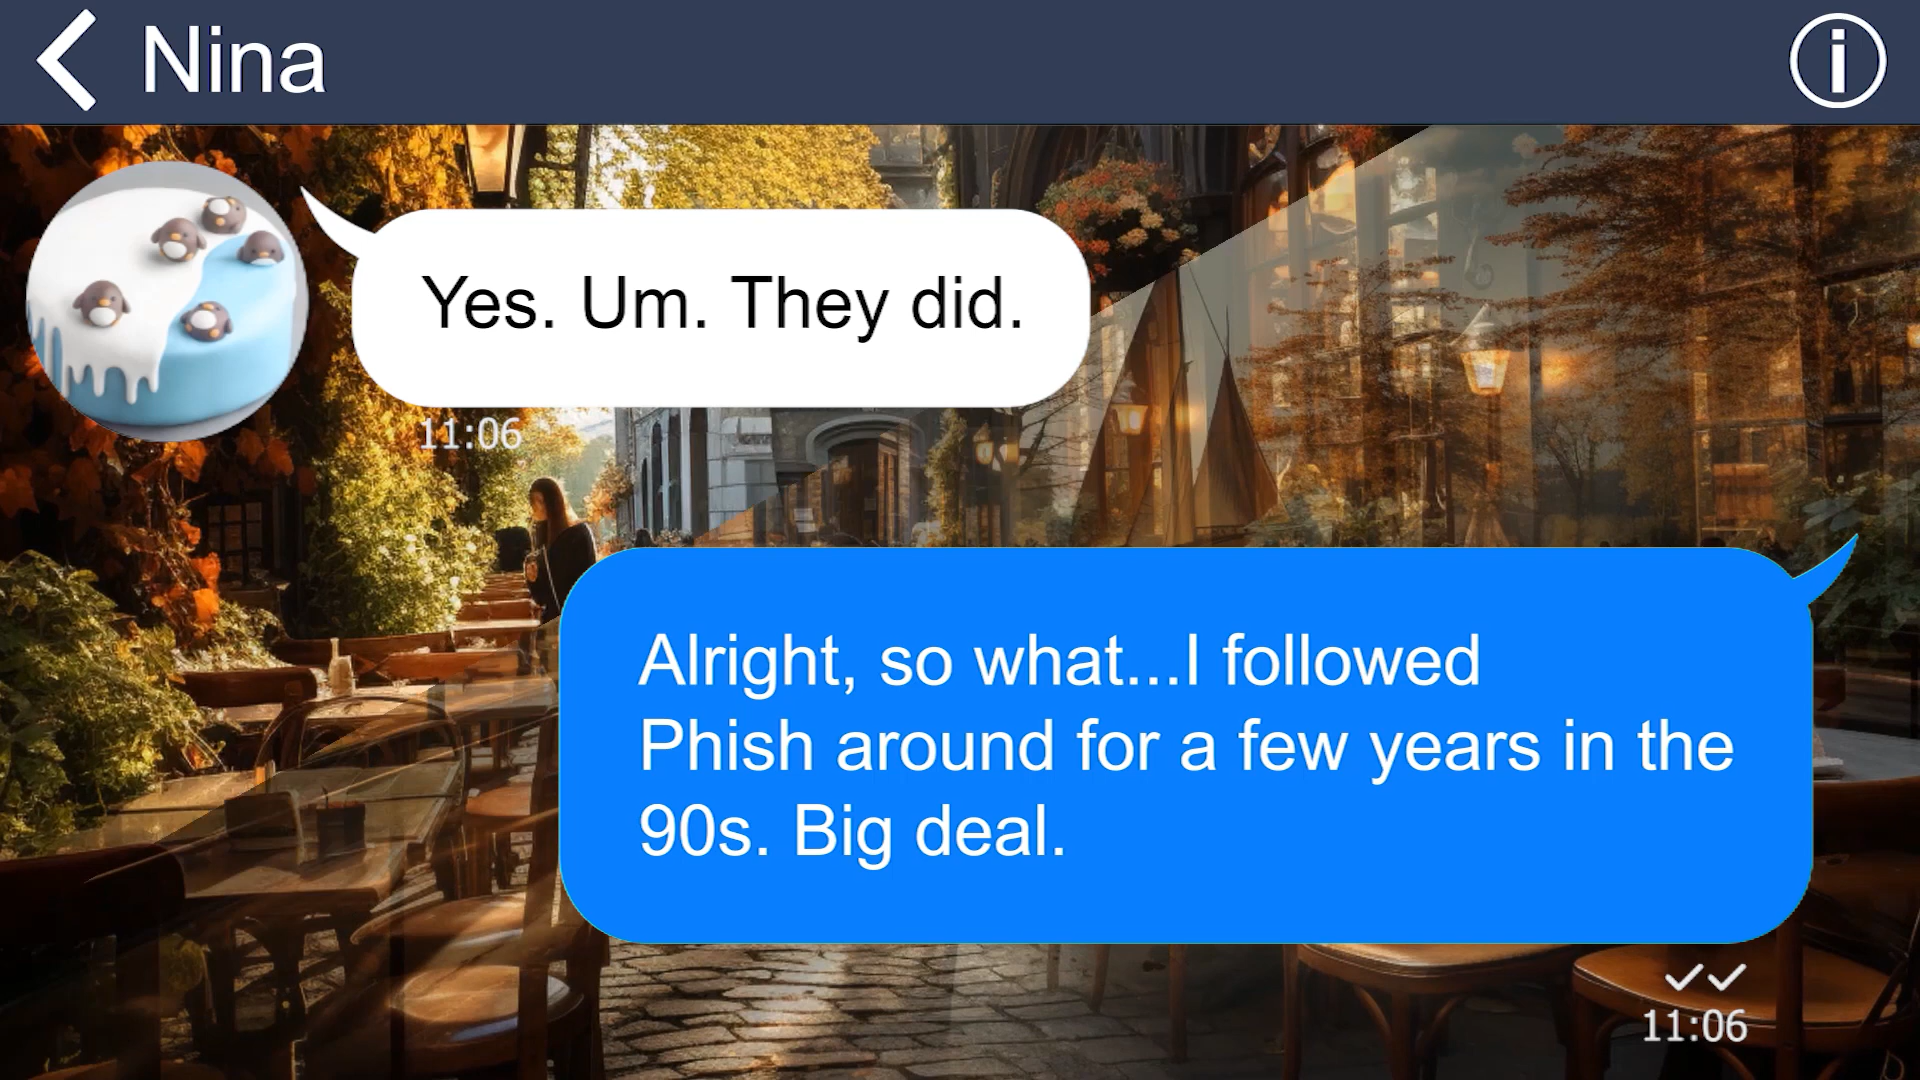 Nina
Yes. Um. They did.
11:06
Alright, so what...I followed
Phish around for a few years in the
90s. Big deal.
11:06